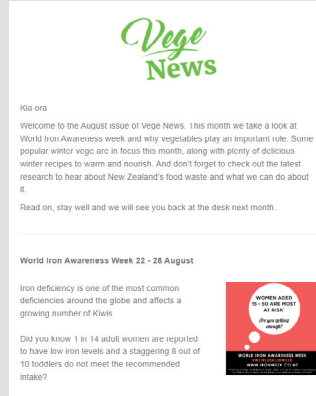 Vege
News
Kia ora
Welcome to the August issue of Vege News. This month we take a look at
World Iron Awareness week and why vegetables play an important role. Some
popular winter vege are in focus this month, along with plenty of delicious
winter recipes to warm and nourish. And don't forget to check out the latest
research to hear about New Zealand's food waste and what we can do about
it.
Read on, stay well and we will see you back at the desk next month.
World Iron Awareness Week 22 - 28 August
Iron deficiency is one of the most common
deficiencies around the globe and affects a
growing number of Kiwis
Did you know 1 in 14 adult women are reported
to have low iron levels and a staggering 8 out of
10 toddlers do not meet the recommended
intake?
WOMEN AGED
15 - 50 ARE MOST
AT RISK
Are you getting
enough?
WORLD IRON AWARENESS WEEK
WWW.IRONWEEK.CO.NZ